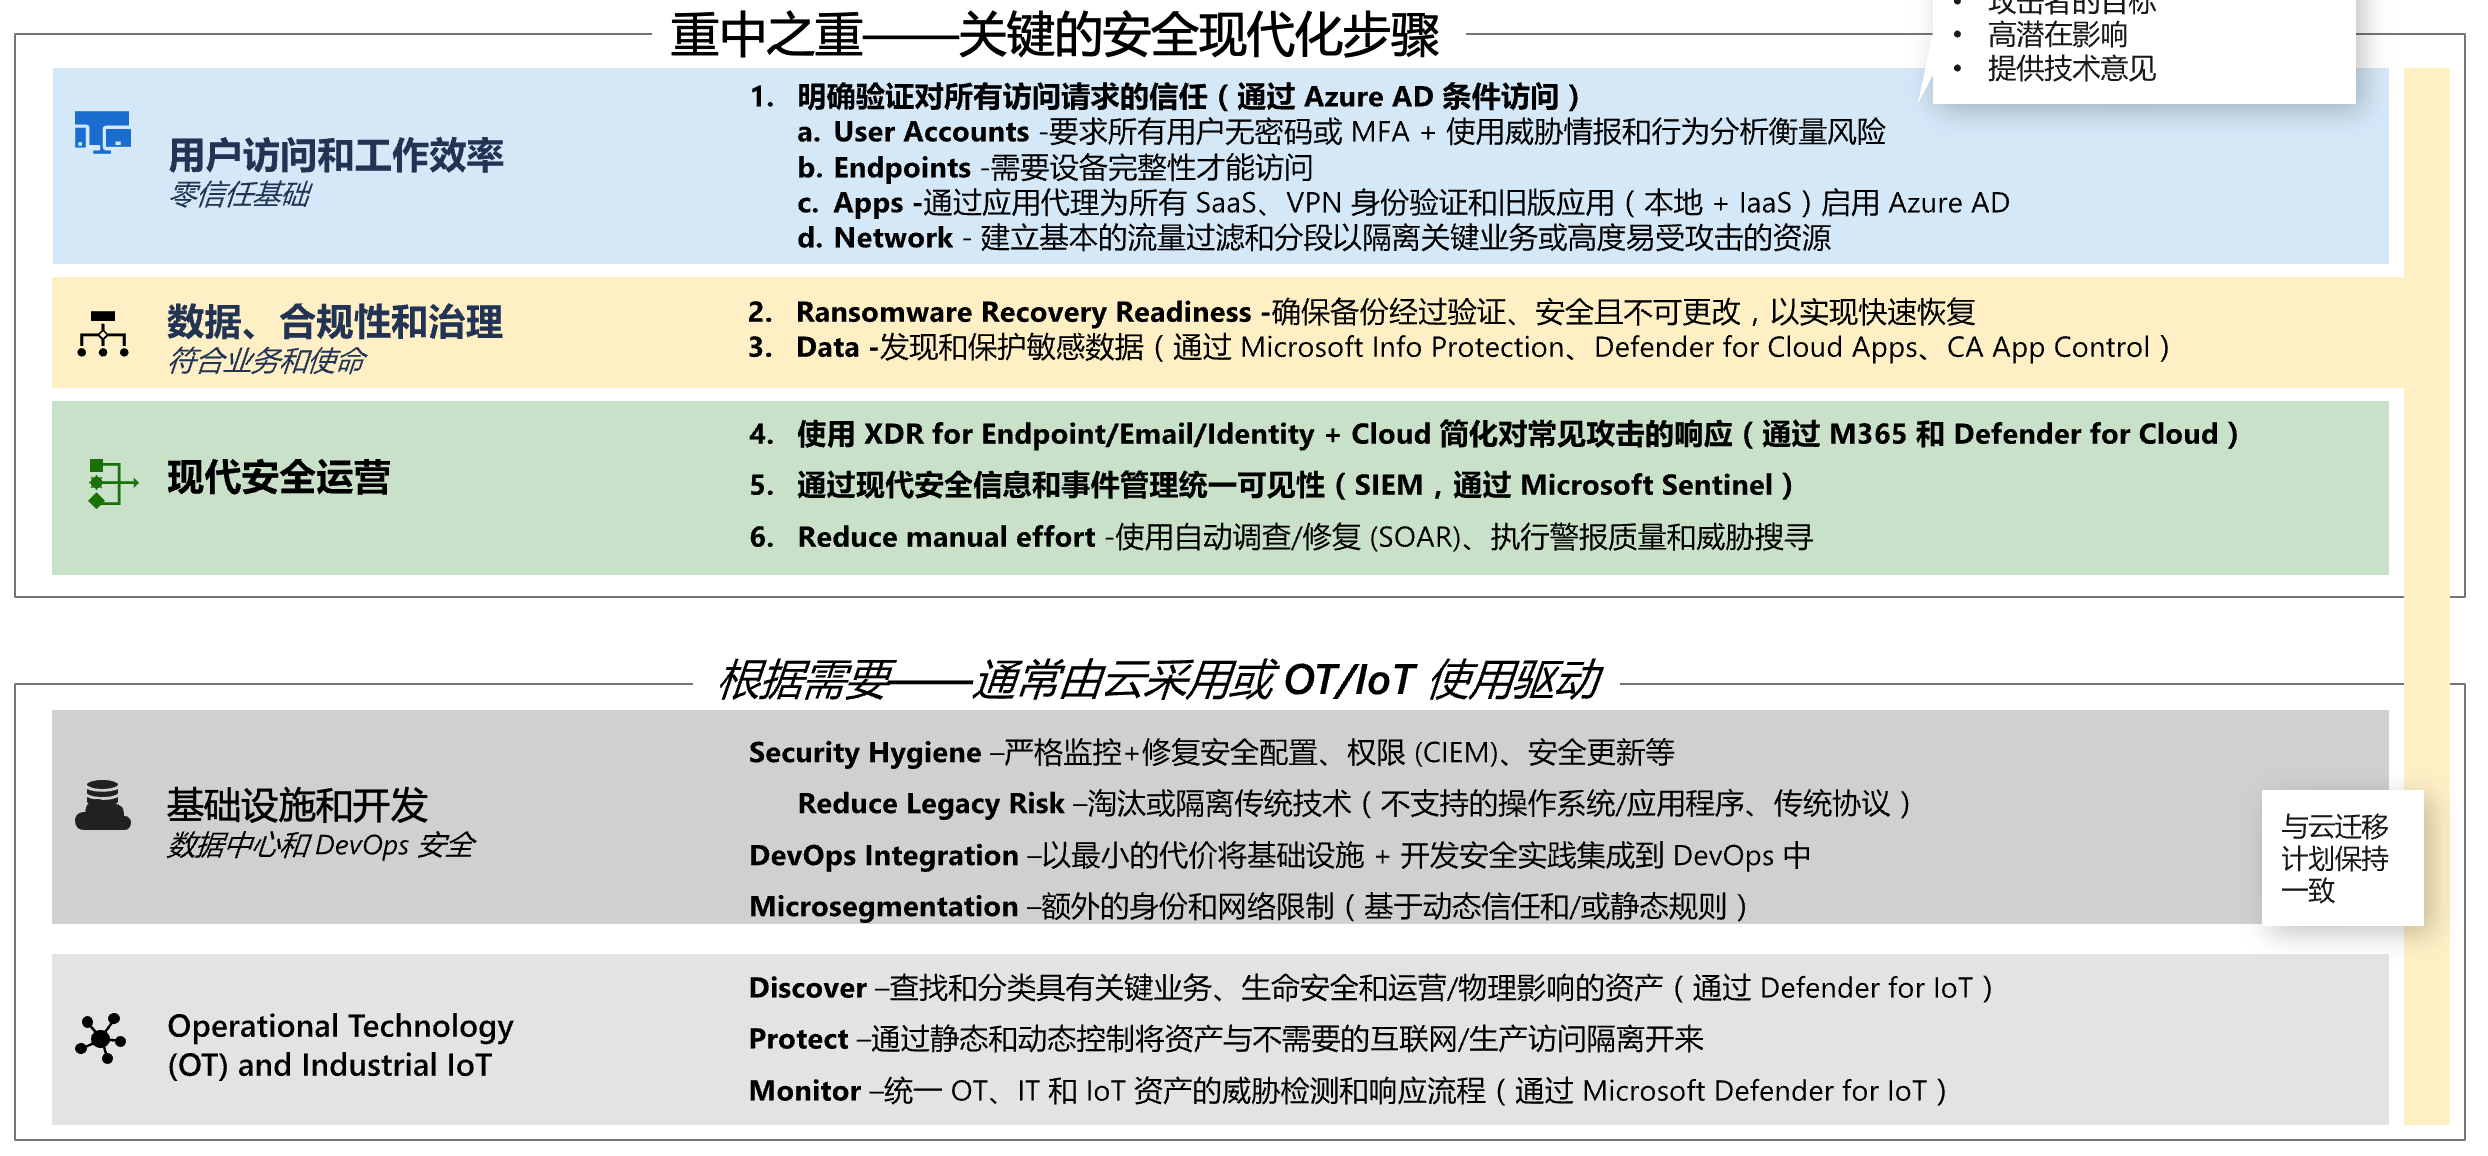 攻击者的目标
重中之重——关键的安全现代化步骤
• 高潜在影响
• 提供技术意见
用户访问和工作效率
零信任基础
1. 明确验证对所有访问请求的信任（通过 Azure AD 条件访问）
a. User Accounts -要求所有用户无密码或 MFA + 使用威胁情报和行为分析衡量风险
b. Endpoints -需要设备完整性才能访问
c. Apps -通过应用代理为所有 SaaS、VPN 身份验证和旧版应用（本地 + IaaS）启用 Azure AD
d. Network - 建立基本的流量过滤和分段以隔离关键业务或高度易受攻击的资源
数据、合规性和治理
符合业务和使命
2. Ransomware Recovery Readiness -确保备份经过验证、安全且不可更改，以实现快速恢复
3. Data -发现和保护敏感数据（通过 Microsoft Info Protection、Defender for Cloud Apps、CA App Control）
现代安全运营
4. 使用 XDR for Endpoint/Email/Identity + Cloud 简化对常见攻击的响应（通过 M365 和 Defender for Cloud）
5. 通过现代安全信息和事件管理统一可见性（SIEM，通过 Microsoft Sentinel）
6. Reduce manual effort -使用自动调查/修复 (SOAR)、执行警报质量和威胁搜寻
根据需要——通常由云采用或 OT/IoT 使用驱动
基础设施和开发
数据中心和 DevOps 安全
Security Hygiene –严格监控+修复安全配置、权限 (CIEM)、安全更新等
Reduce Legacy Risk –淘汰或隔离传统技术（不支持的操作系统/应用程序、传统协议）
DevOps Integration –以最小的代价将基础设施 + 开发安全实践集成到 DevOps 中
Microsegmentation –额外的身份和网络限制（基于动态信任和/或静态规则）
与云迁移
计划保持
一致
Operational Technology
(OT) and Industrial IoT
Discover –查找和分类具有关键业务、生命安全和运营/物理影响的资产（通过 Defender for IoT）
Protect –通过静态和动态控制将资产与不需要的互联网/生产访问隔离开来
Monitor –统一 OT、IT 和 IoT 资产的威胁检测和响应流程（通过 Microsoft Defender for IoT）